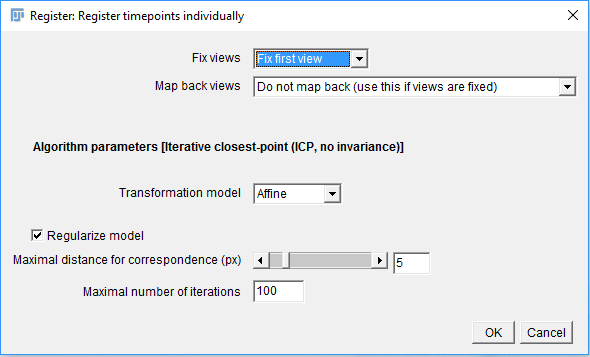 Register: Register timepoints individually
Fix views Fix first view
Map back views Do not map back (use this if views are fixed)
Algorithm parameters [Iterative closest-point (ICP, no invariance)]
Transformation model Affine
Regularize model
Maximal distance for correspondence (px) 5
Maximal number of iterations 100
OK Cancel